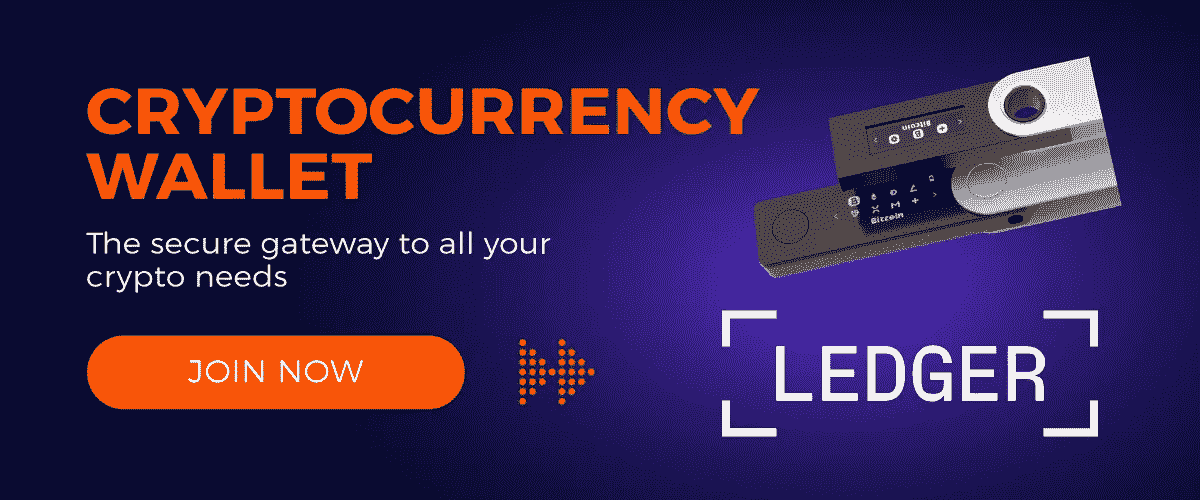 CRYPTOCURRENCY
WALLET
The secure gateway to all your
crypto needs
JOIN NOW
Bitcoin
Bitcoin
LEDGER